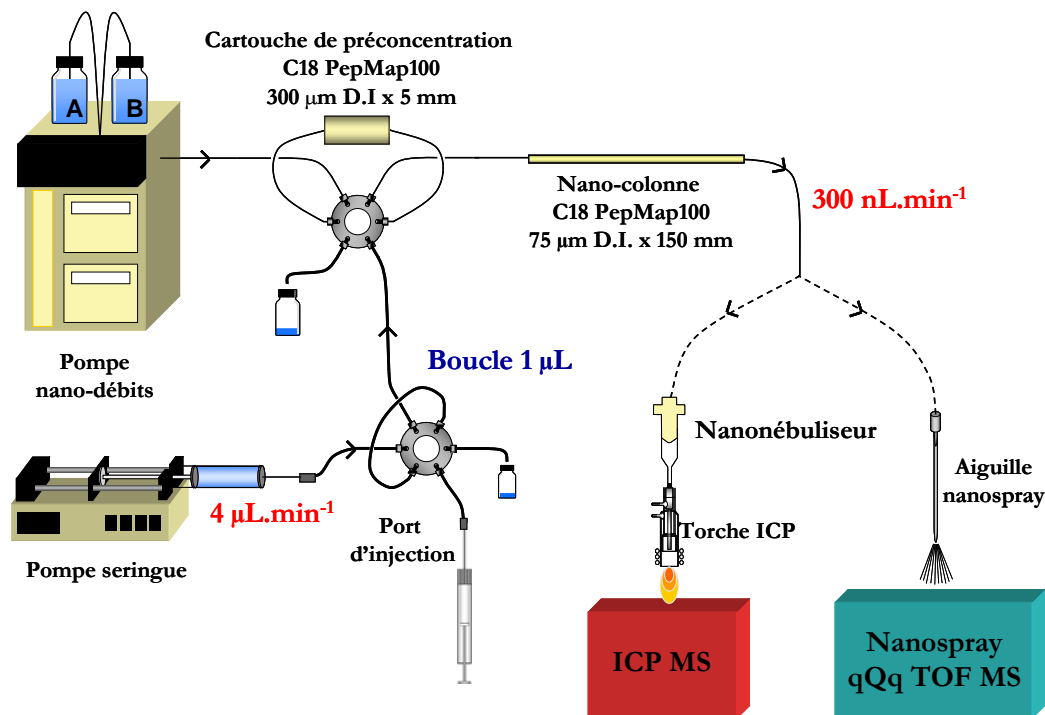 Cartouche de préconcentration
C18 PepMap100
300 µm D.I x 5 mm
A
B
Nano-colonne
C18 PepMap100
75 µm D.I. x 150 mm
300 nL.min-1
Pompe
nano-débits
Boucle 1 µL
Nanonébuliseur
Aiguille
nanospray
4 µL.min-1
Port
d'injection
Torche ICP
Pompe seringue
ICP MS
Nanospray
qQq TOF MS